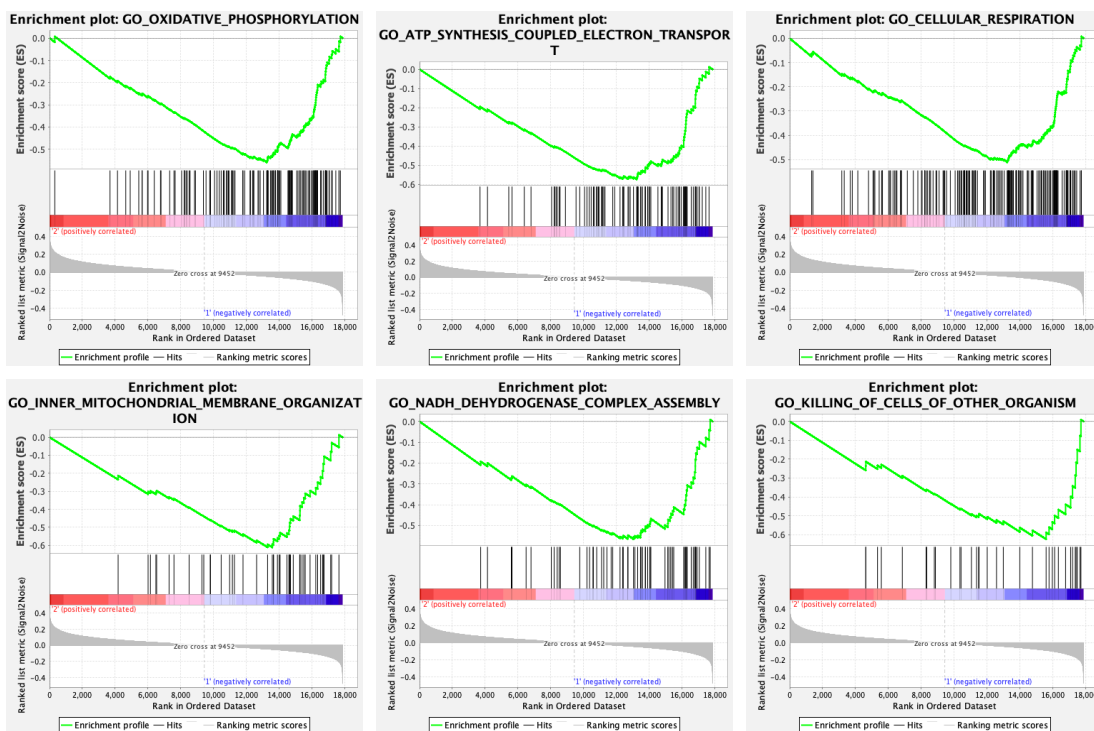 Enrichment plot: GO_OXIDATIVE_PHOSPHORYLATION
Enrichment score (ES)
0.0
-0.1
-0.2
-0.3
-0.4
-0.5
Ranked list metric (Signal2Noise)
'2' (positively correlated)
0.4
0.2
0.0
-0.2
-0.4
Zero cross at 9452
'1' (negatively correlated)
0 2,000 4,000 6,000 8,000 10,000 12,000 14,000 16,000 18,000
Rank in Ordered Dataset
Enrichment profile Hits Ranking metric scores
Enrichment plot:
GO_ATP_SYNTHESIS_COUPLED_ELECTRON_TRANSPOR
T
Enrichment score (ES)
0.0
-0.1
-0.2
-0.3
-0.4
-0.5
-0.6
Ranked list metric (Signal2Noise)
'2' (positively correlated)
0.4
0.2
0.0
-0.2
-0.4
Zero cross at 9452
'1' (negatively correlated)
0 2,000 4,000 6,000 8,000 10,000 12,000 14,000 16,000 18,000
Rank in Ordered Dataset
Enrichment profile Hits Ranking metric scores
Enrichment plot: GO_CELLULAR_RESPIRATION
Enrichment score (ES)
0.0
-0.1
-0.2
-0.3
-0.4
-0.5
Ranked list metric (Signal2Noise)
'2' (positively correlated)
0.4
0.2
0.0
-0.2
-0.4
Zero cross at 9452
'1' (negatively correlated)
0 2,000 4,000 6,000 8,000 10,000 12,000 14,000 16,000 18,000
Rank in Ordered Dataset
Enrichment profile Hits Ranking metric scores
Enrichment plot:
GO_INNER_MITOCHONDRIAL_MEMBRANE_ORGANIZAT
ION
Enrichment score (ES)
0.0
-0.1
-0.2
-0.3
-0.4
-0.5
-0.6
Ranked list metric (Signal2Noise)
'2' (positively correlated)
0.4
0.2
0.0
-0.2
-0.4
Zero cross at 9452
'1' (negatively correlated)
0 2,000 4,000 6,000 8,000 10,000 12,000 14,000 16,000 18,000
Rank in Ordered Dataset
Enrichment profile Hits Ranking metric scores
Enrichment plot:
GO_NADH_DEHYDROGENASE_COMPLEX_ASSEMBLY
Enrichment score (ES)
0.0
-0.1
-0.2
-0.3
-0.4
-0.5
Ranked list metric (Signal2Noise)
'2' (positively correlated)
0.4
0.2
0.0
-0.2
-0.4
Zero cross at 9452
'1' (negatively correlated)
0 2,000 4,000 6,000 8,000 10,000 12,000 14,000 16,000 18,000
Rank in Ordered Dataset
Enrichment profile Hits Ranking metric scores
Enrichment plot:
GO_KILLING_OF_CELLS_OF_OTHER_ORGANISM
Enrichment score (ES)
0.0
-0.1
-0.2
-0.3
-0.4
-0.5
-0.6
Ranked list metric (Signal2Noise)
'2' (positively correlated)
0.4
0.2
0.0
-0.2
-0.4
Zero cross at 9452
'1' (negatively correlated)
0 2,000 4,000 6,000 8,000 10,000 12,000 14,000 16,000 18,000
Rank in Ordered Dataset
Enrichment profile Hits Ranking metric scores